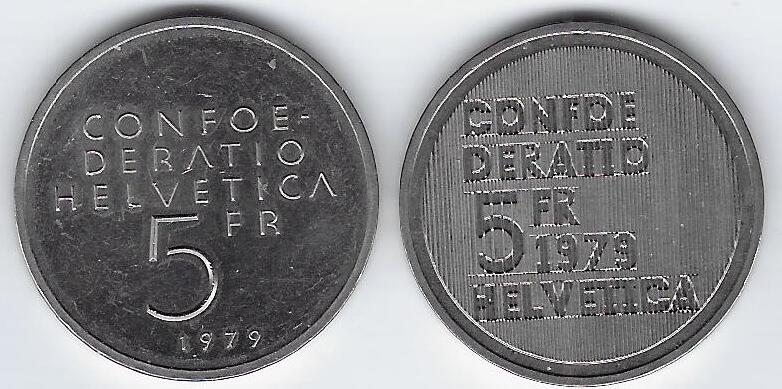 CONFOE-
DERATIO
HELVETICA
5 FR
1979
CONFOE
DERATIO
5 FR
1979
HELVETICA